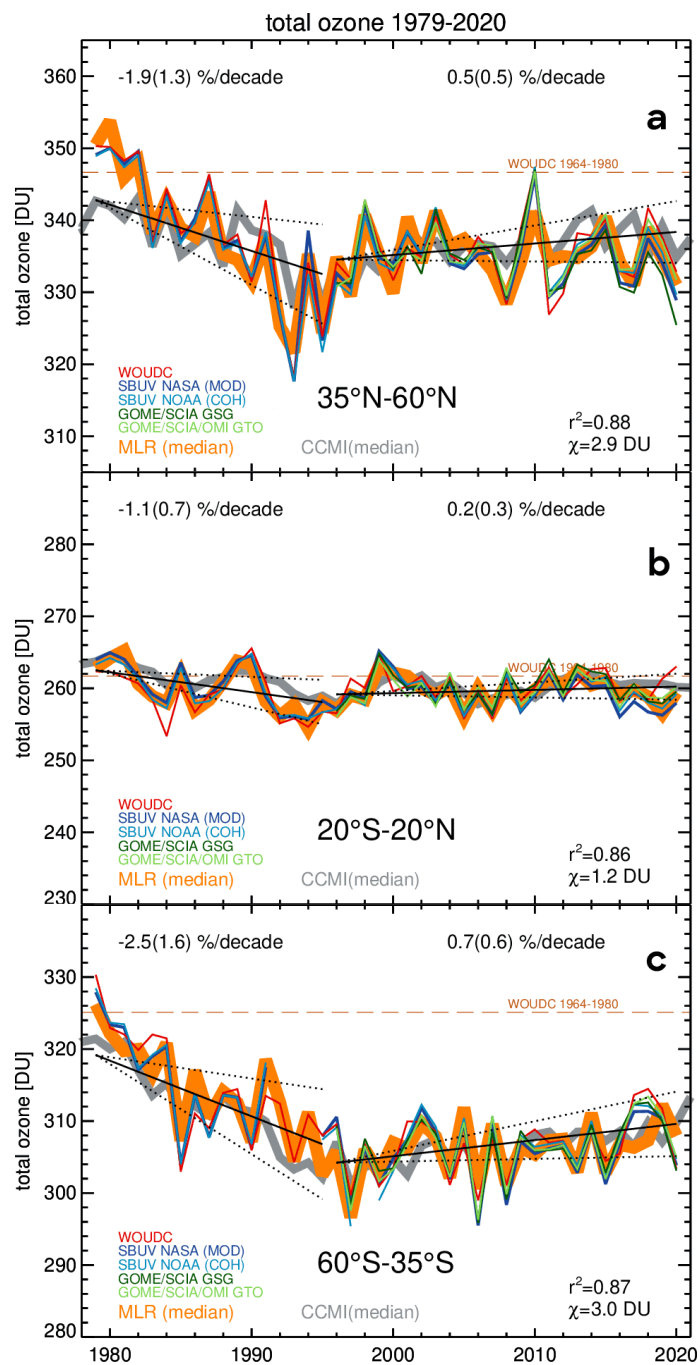 total ozone 1979-2020
-1.9(1.3) %/decade 0.5(0.5) %/decade
a
WOUDC 1964-1980
360
350
340
330
320
310
total ozone [DU]
WOUDC
SBUV NASA (MOD)
SBUV NOAA (COH)
GOME/SCIA GSG
GOME/SCIA/OMI GTO
MLR (median) CCMI(median)
35°N-60°N
r²=0.88
χ=2.9 DU
-1.1(0.7) %/decade 0.2(0.3) %/decade
b
WOUDC 1964-1980
280
270
260
250
240
230
total ozone [DU]
WOUDC
SBUV NASA (MOD)
SBUV NOAA (COH)
GOME/SCIA GSG
GOME/SCIA/OMI GTO
MLR (median) CCMI(median)
20°S-20°N
r²=0.86
χ=1.2 DU
-2.5(1.6) %/decade 0.7(0.6) %/decade
c
WOUDC 1964-1980
330
320
310
300
290
280
total ozone [DU]
WOUDC
SBUV NASA (MOD)
SBUV NOAA (COH)
GOME/SCIA GSG
GOME/SCIA/OMI GTO
MLR (median) CCMI(median)
60°S-35°S
r²=0.87
χ=3.0 DU
1980 1990 2000 2010 2020